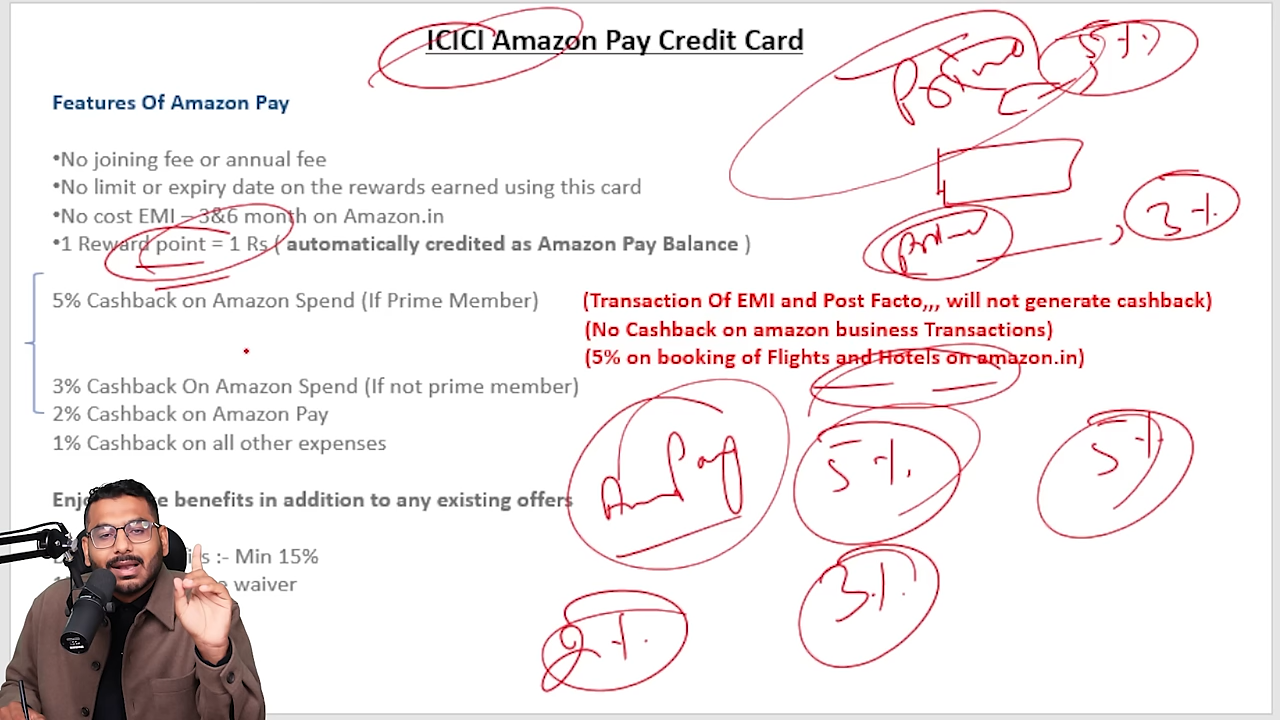 ICICI Amazon Pay Credit Card
Features Of Amazon Pay
•No joining fee or annual fee
•No limit or expiry date on the rewards earned using this card
•No cost EMI – 3&6 month on Amazon.in
•1 Reward point = 1 Rs ( automatically credited as Amazon Pay Balance )
5% Cashback on Amazon Spend (If Prime Member)
(Transaction Of EMI and Post Facto,,, will not generate cashback)
(No Cashback on amazon business Transactions)
(5% on booking of Flights and Hotels on amazon.in)
3% Cashback On Amazon Spend (If not prime member)
2% Cashback on Amazon Pay
1% Cashback on all other expenses
benefits in addition to any existing offers
:- Min 15%
waiver
5%
3%
Pay
5%
5%
2%
3%